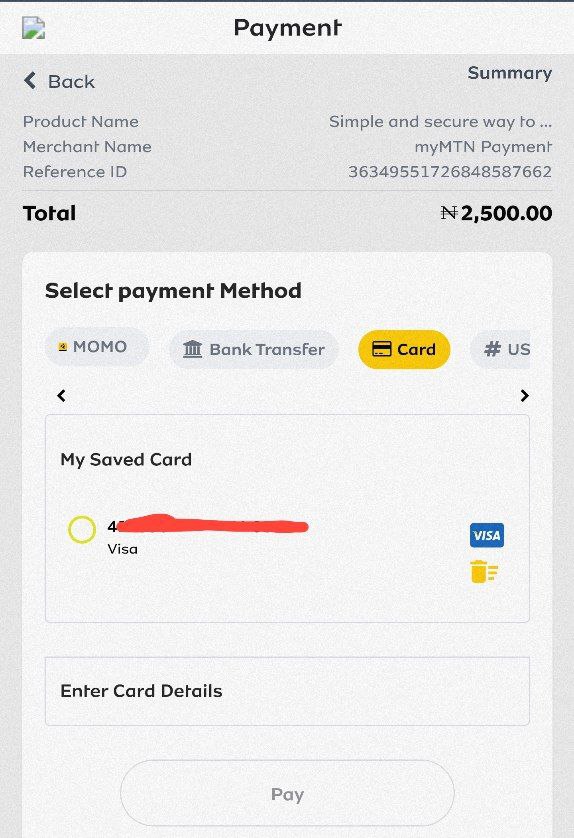 Payment
Back
Summary
Product Name Simple and secure way to ...
Merchant Name myMTN Payment
Reference ID 36349551726848587662
Total ₦2,500.00
Select payment Method
MOMO Bank Transfer Card # US
My Saved Card
4
Visa
VISA
Enter Card Details
Pay